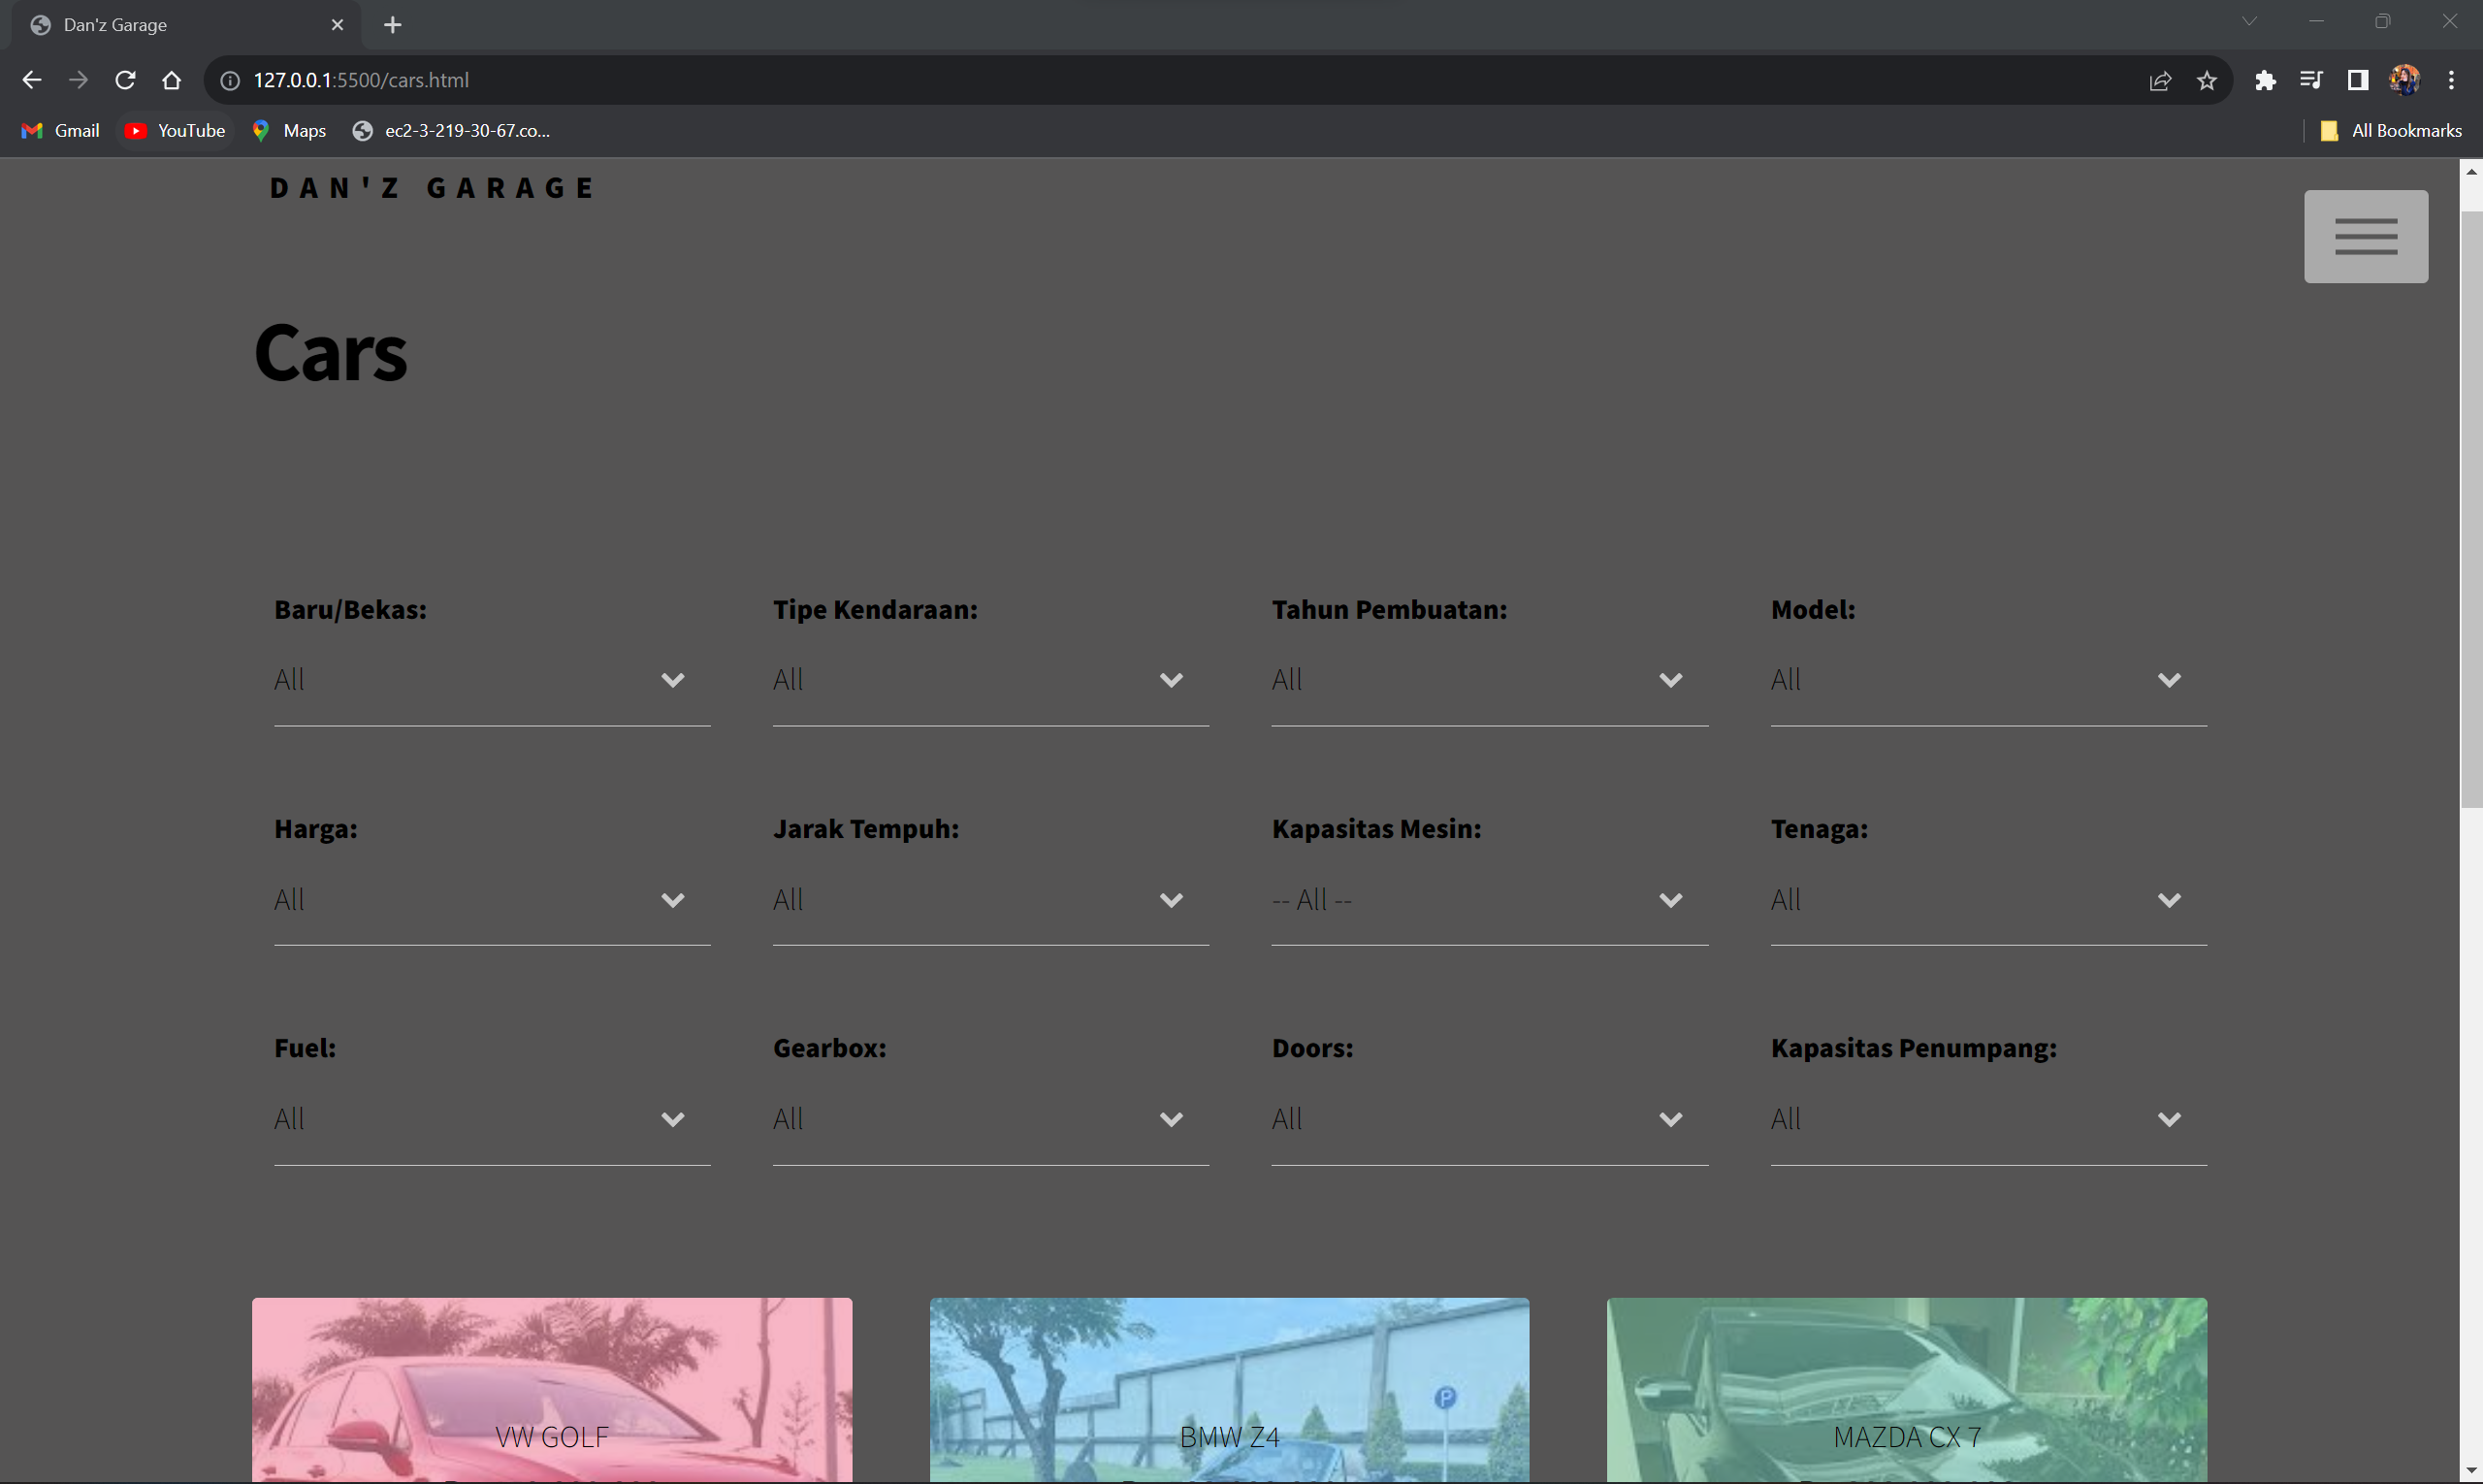 Dan'z Garage
127.0.0.1:5500/cars.html
Gmail YouTube Maps ec2-3-219-30-67.co... All Bookmarks
DAN'Z GARAGE
Cars
Baru/Bekas: Tipe Kendaraan: Tahun Pembuatan: Model:
All All All All
Harga: Jarak Tempuh: Kapasitas Mesin: Tenaga:
All All -- All -- All
Fuel: Gearbox: Doors: Kapasitas Penumpang:
All All All All
P
VW GOLF BMW Z4 MAZDA CX 7